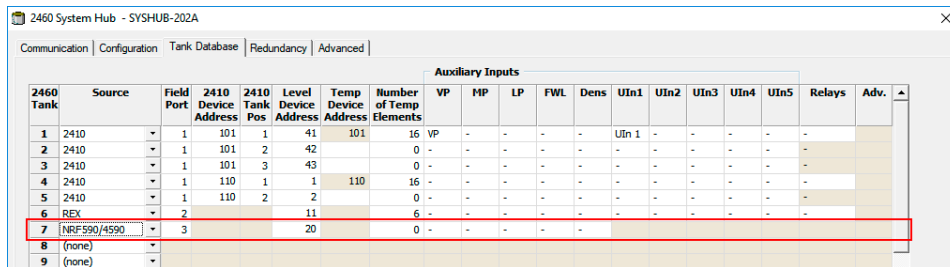 2460 System Hub - SYSHUB-202A
Communication Configuration Tank Database Redundancy Advanced
Auxiliary Inputs
2460 Tank Source Field Port 2410 Device Address 2410 Tank Pos Level Device Address Temp Device Address Number of Temp Elements VP MP LP FWL Dens UIn1 UIn2 UIn3 UIn4 UIn5 Relays Adv.
1 2410 1 101 1 41 101 16 VP - - - - UIn 1 - - - - -
2 2410 1 101 2 42 0 - - - - - - - - - - -
3 2410 1 101 3 43 0 - - - - - - - - - - -
4 2410 1 110 1 1 110 16 - - - - - - - - - - -
5 2410 1 110 2 2 0 - - - - - - - - - - -
6 REX 2 11 6 - - - - - - - - - - -
7 NRF590/4590 3 20 0 - - - - -
8 (none)
9 (none)